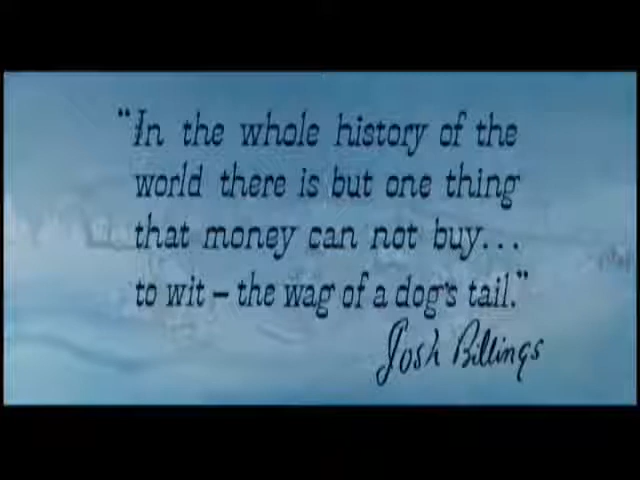 "In the whole history of the
world there is but one thing
that money can not buy...
to wit – the wag of a dog's tail."
Josh Billings